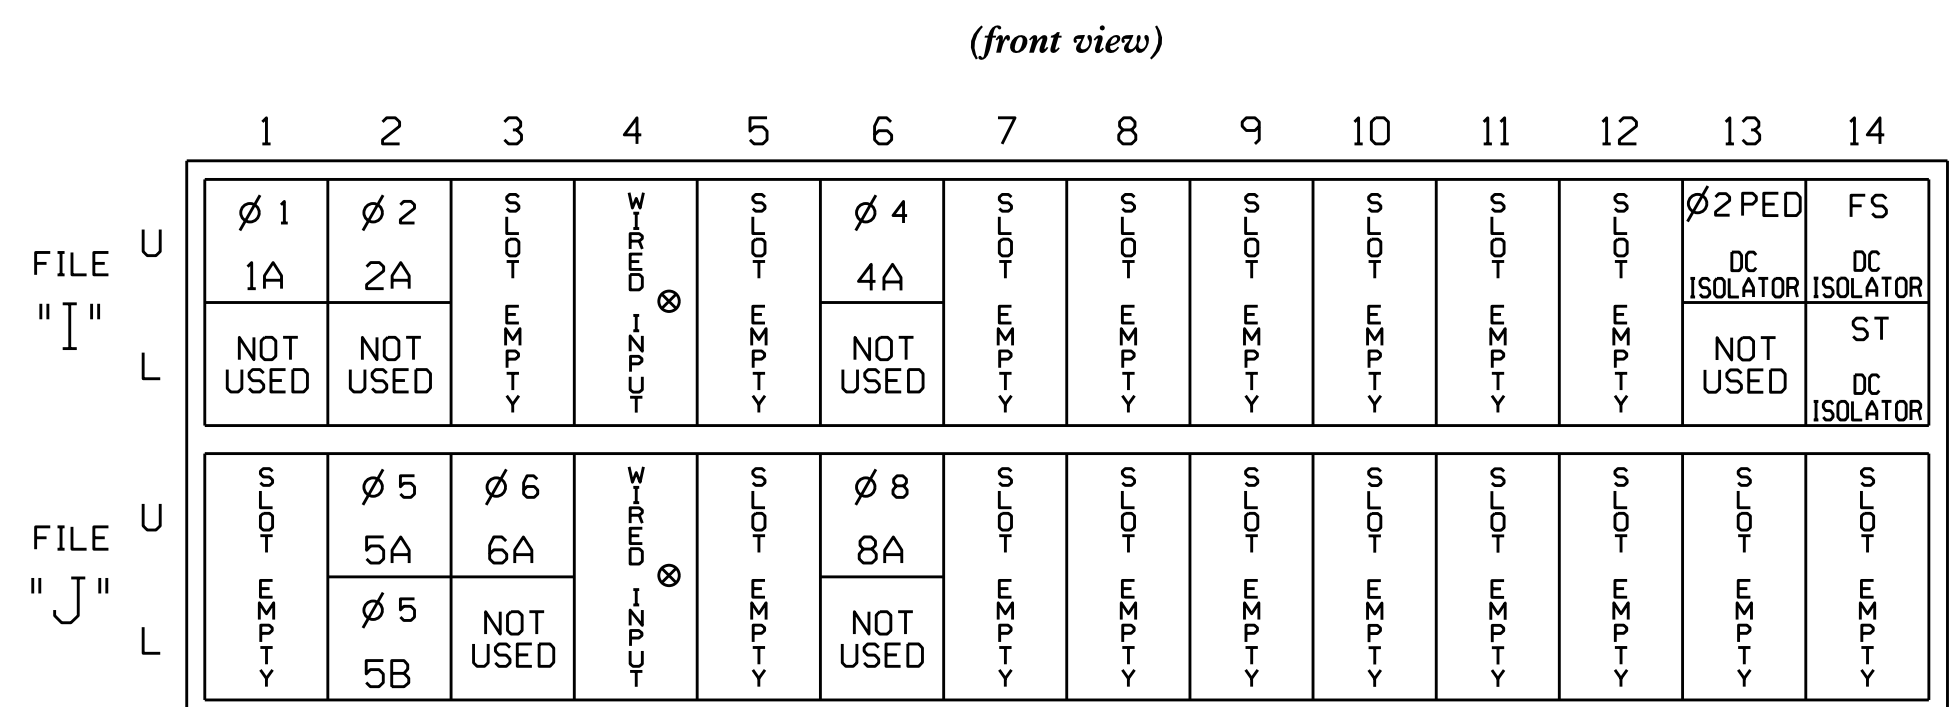 (front view)
1 2 3 4 5 6 7 8 9 10 11 12 13 14
FILE "I"
U
L
Ø 1
1A
NOT USED
Ø 2
2A
NOT USED
SLOT EMPTY
WIRED INPUT
⊗
SLOT EMPTY
Ø 4
4A
NOT USED
SLOT EMPTY
SLOT EMPTY
SLOT EMPTY
SLOT EMPTY
SLOT EMPTY
SLOT EMPTY
Ø2 PED
DC
ISOLATOR
NOT USED
FS
DC
ISOLATOR
ST
DC
ISOLATOR
FILE "J"
U
L
SLOT EMPTY
Ø 5
5A
Ø 5
5B
Ø 6
6A
NOT USED
WIRED INPUT
⊗
SLOT EMPTY
Ø 8
8A
NOT USED
SLOT EMPTY
SLOT EMPTY
SLOT EMPTY
SLOT EMPTY
SLOT EMPTY
SLOT EMPTY
SLOT EMPTY
SLOT EMPTY